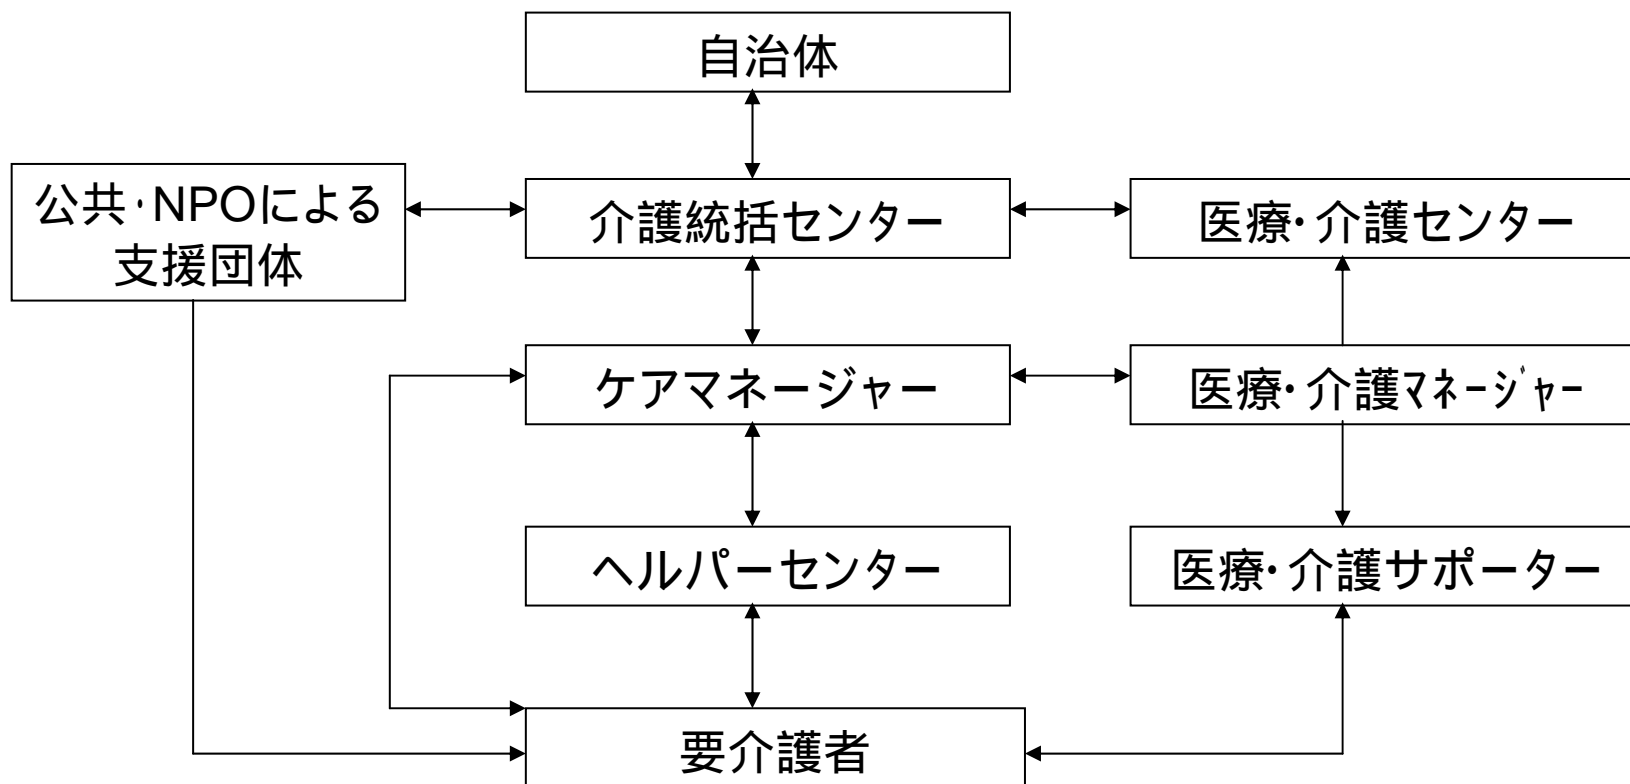 自治体
公共・NPOによる
支援団体
介護統括センター
医療・介護センター
ケアマネージャー
医療・介護ﾏﾈｰｼﾞｬｰ
ヘルパーセンター
医療・介護サポーター
要介護者